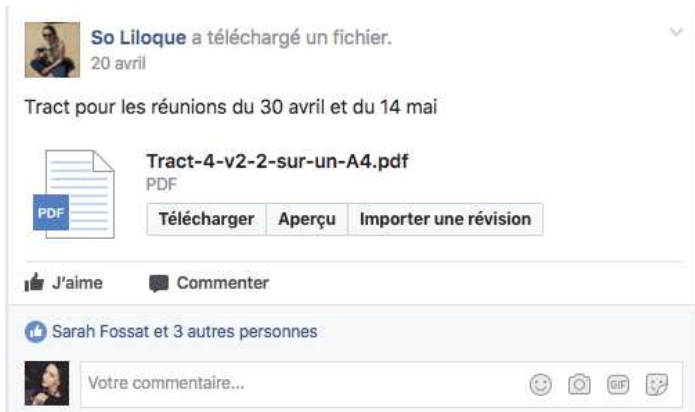 So Liloque a téléchargé un fichier.
20 avril
Tract pour les réunions du 30 avril et du 14 mai
Tract-4-v2-2-sur-un-A4.pdf
PDF
PDF
Télécharger Aperçu Importer une révision
J'aime Commenter
Sarah Fossat et 3 autres personnes
Votre commentaire... GIF